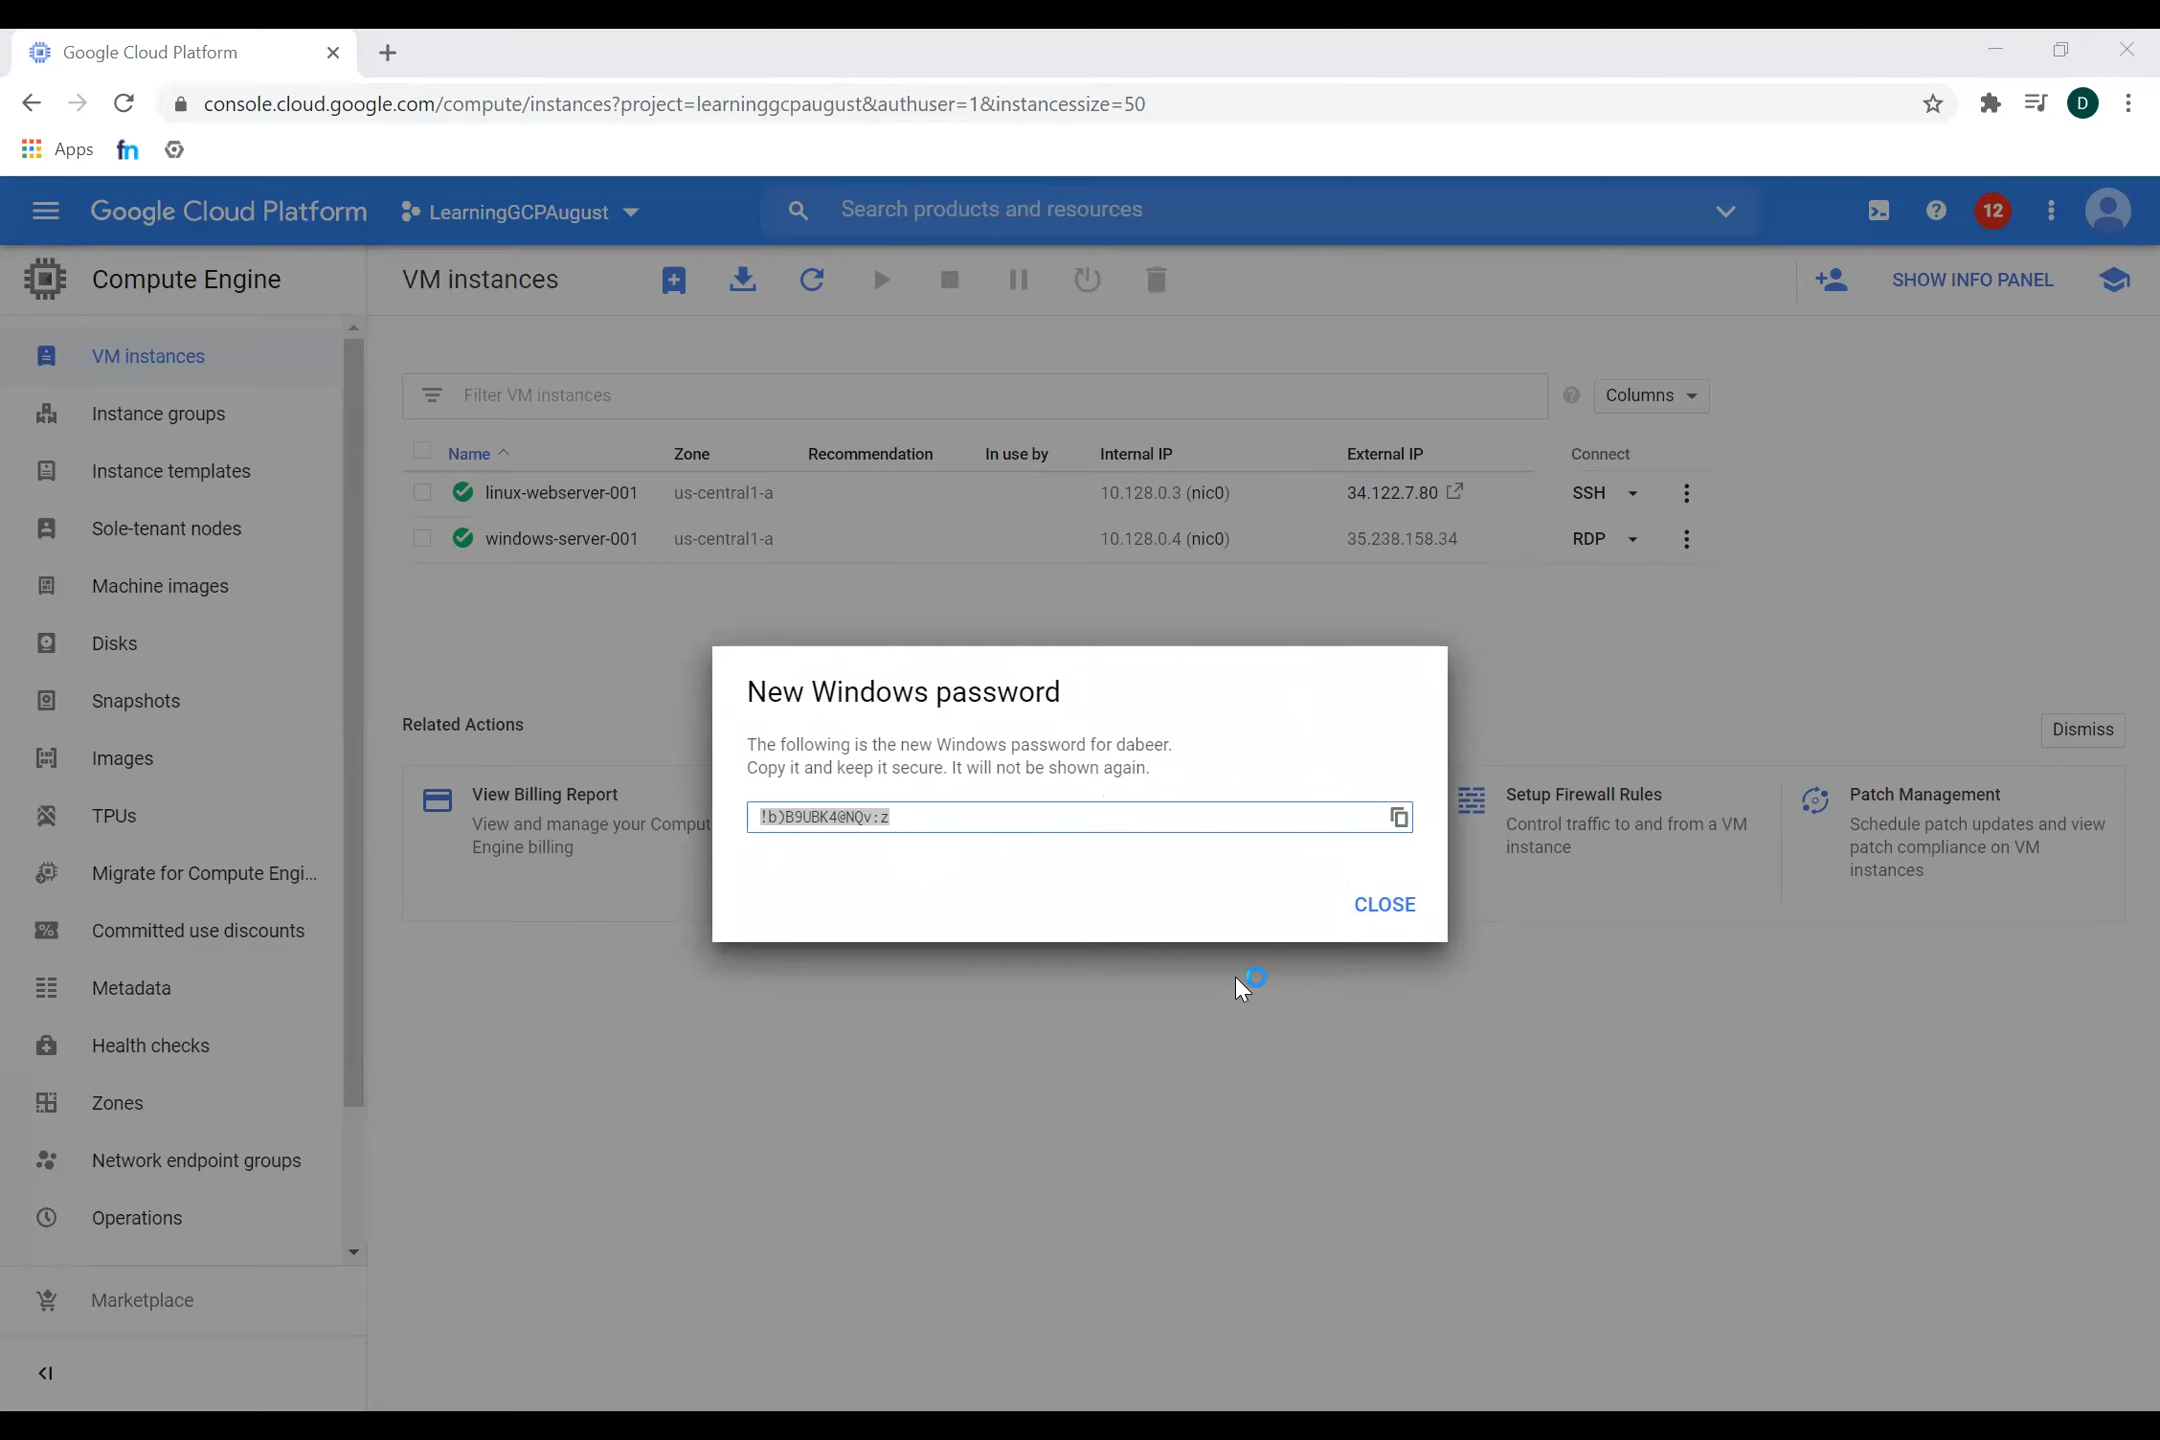 Google Cloud Platform
console.cloud.google.com/compute/instances?project=learninggcpaugust&authuser=1&instancessize=50
D
Apps
fn
Google Cloud Platform
LearningGCPAugust
Search products and resources
12
Compute Engine
VM instances
SHOW INFO PANEL
VM instances
Instance groups
Instance templates
Sole-tenant nodes
Machine images
Disks
Snapshots
Images
TPUs
Migrate for Compute Engi...
Committed use discounts
Metadata
Health checks
Zones
Network endpoint groups
Operations
Marketplace
Filter VM instances
Columns
Name Zone Recommendation In use by Internal IP External IP Connect
linux-webserver-001 us-central1-a 10.128.0.3 (nic0) 34.122.7.80 SSH
windows-server-001 us-central1-a 10.128.0.4 (nic0) 35.238.158.34 RDP
New Windows password
The following is the new Windows password for dabeer.
Copy it and keep it secure. It will not be shown again.
!b)B9UBK4@NQv:z
CLOSE
Related Actions
Dismiss
View Billing Report
View and manage your Comput
Engine billing
Setup Firewall Rules
Control traffic to and from a VM
instance
Patch Management
Schedule patch updates and view
patch compliance on VM
instances